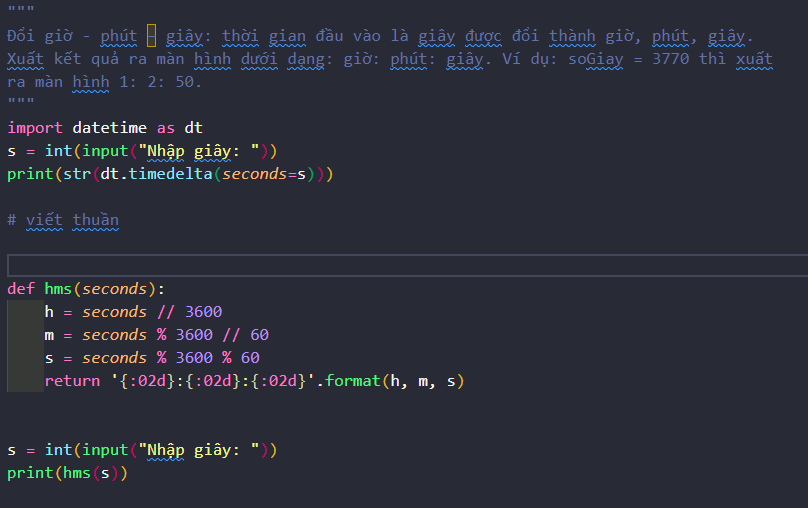 """
Đổi giờ - phút – giây: thời gian đầu vào là giây được đổi thành giờ, phút, giây.
Xuất kết quả ra màn hình dưới dạng: giờ: phút: giây. Ví dụ: soGiay = 3770 thì xuất
ra màn hình 1: 2: 50.
"""
import datetime as dt
s = int(input("Nhập giây: "))
print(str(dt.timedelta(seconds=s)))
# viết thuần
def hms(seconds):
    h = seconds // 3600
    m = seconds % 3600 // 60
    s = seconds % 3600 % 60
    return '{:02d}:{:02d}:{:02d}'.format(h, m, s)
s = int(input("Nhập giây: "))
print(hms(s))